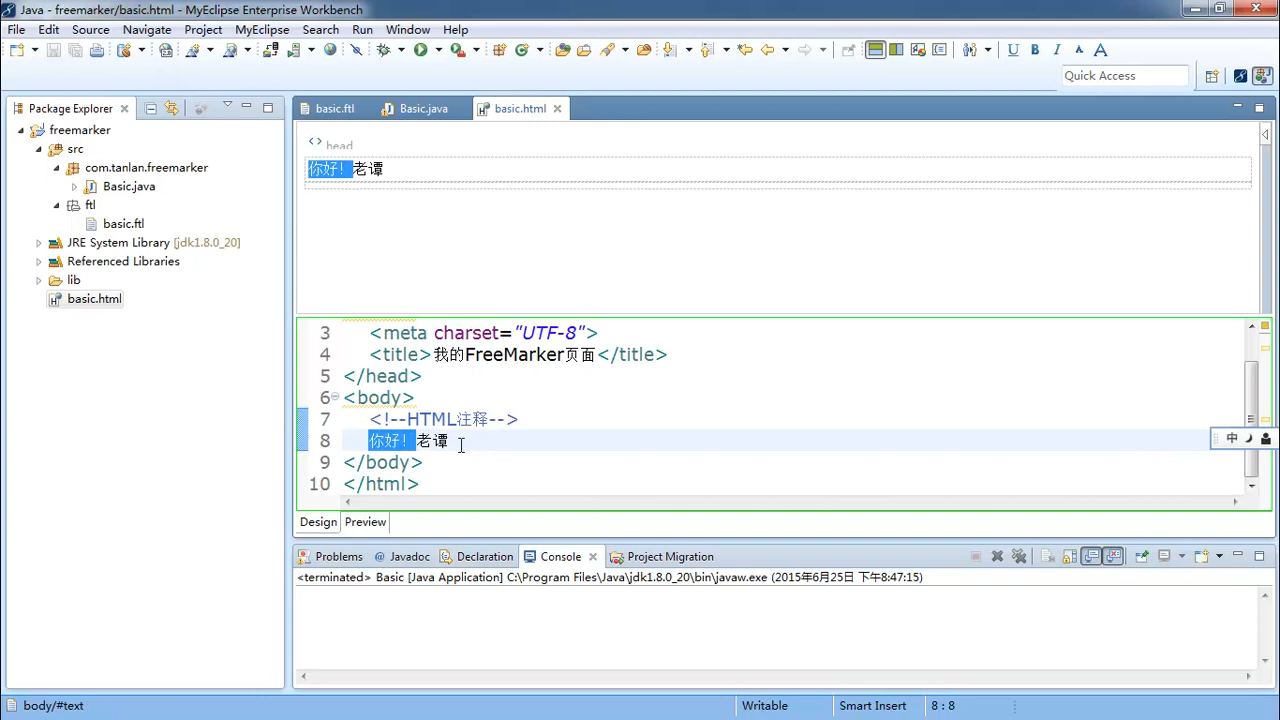 Java - freemarker/basic.html - MyEclipse Enterprise Workbench
File Edit Source Navigate Project MyEclipse Search Run Window Help
Quick Access
Package Explorer
basic.ftl
Basic.java
basic.html
freemarker
src
com.tanlan.freemarker
Basic.java
ftl
basic.ftl
JRE System Library [jdk1.8.0_20]
Referenced Libraries
lib
basic.html
head
你好！老谭
3 <meta charset="UTF-8">
4 <title>我的FreeMarker页面</title>
5 </head>
6 <body>
7 <!--HTML注释-->
8 你好！老谭
9 </body>
10 </html>
中
Design Preview
Problems @ Javadoc Declaration Console Project Migration
<terminated> Basic [Java Application] C:\Program Files\Java\jdk1.8.0_20\bin\javaw.exe (2015年6月25日 下午8:47:15)
body/#text Writable Smart Insert 8 : 8